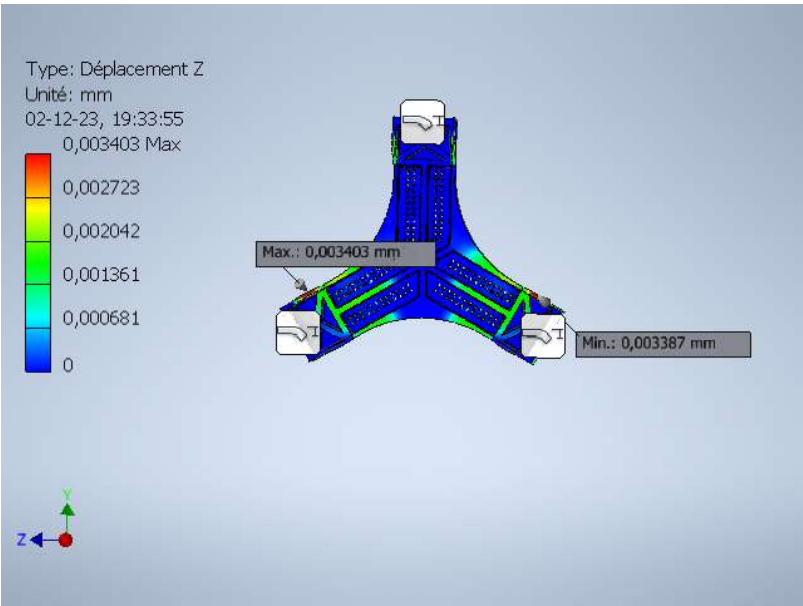 Type: Déplacement Z
Unité: mm
02-12-23, 19:33:55
0,003403 Max
0,002723
0,002042
0,001361
0,000681
0
Max.: 0,003403 mm
Min.: 0,003387 mm
Y
Z